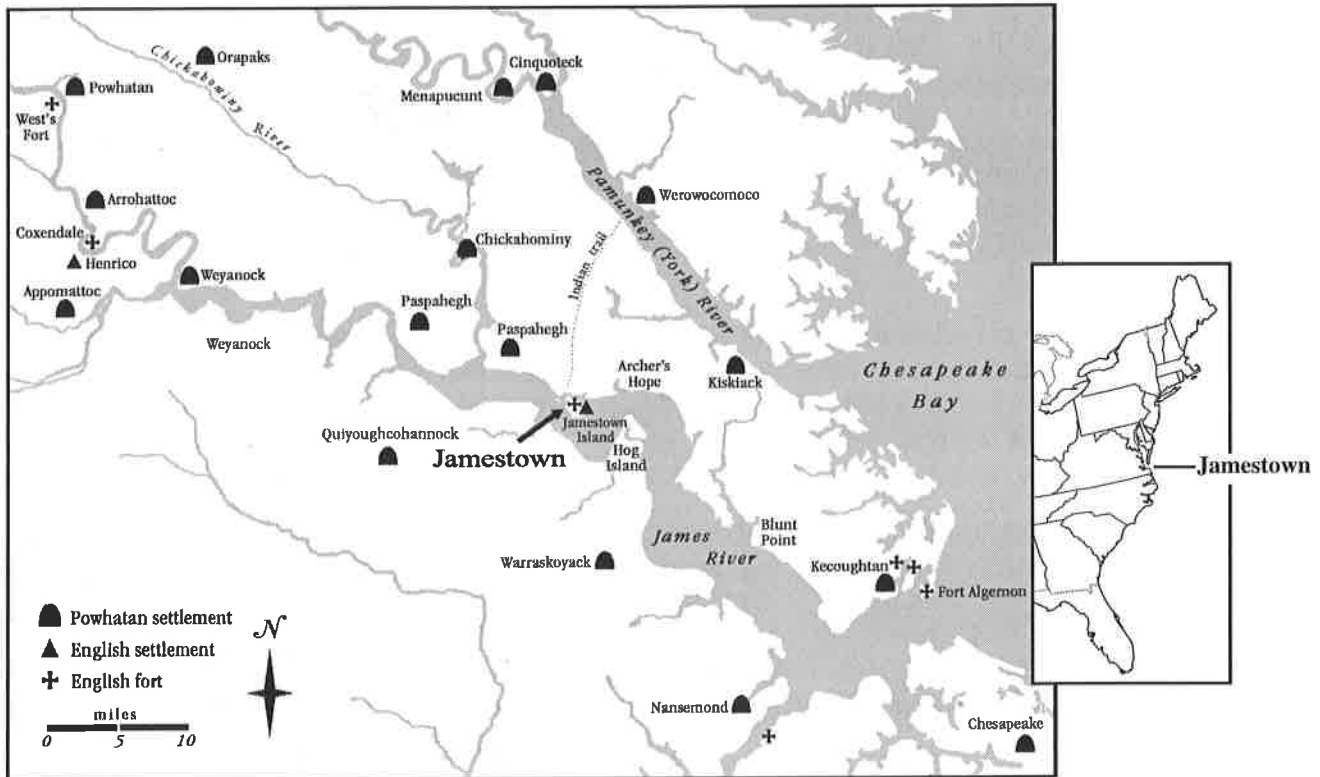 Chickahominy
River
Orapaks
Cinquoteck
Powhatan
Menapucunt
West's
Fort
Arrohattoc
Werowocomoco
Pamunkey (York) River
Coxendale
Henrico
Chickahominy
Indian trail
Weyanock
Appomattoc
Paspahegh
Weyanock
Paspahegh
Archer's
Hope
Kiskiack
Chesapeake
Bay
Jamestown
Island
Quiyoughcohannock
Jamestown
Hog
Island
Jamestown
James
River
Blunt
Point
Warraskoyack
Kecoughtan
Fort Algernon
Powhatan settlement
English settlement
English fort
N
miles
0 5 10
Nansemond
Chesapeake